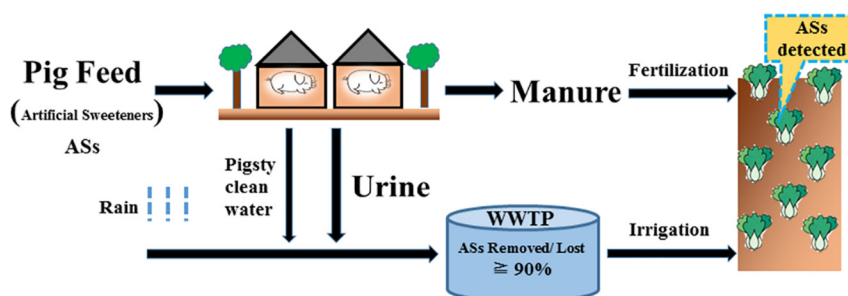 Pig Feed
(Artificial Sweeteners)
ASs
Manure
Fertilization
ASs
detected
Rain
Pigsty
clean
water
Urine
WWTP
ASs Removed/ Lost
≧ 90%
Irrigation